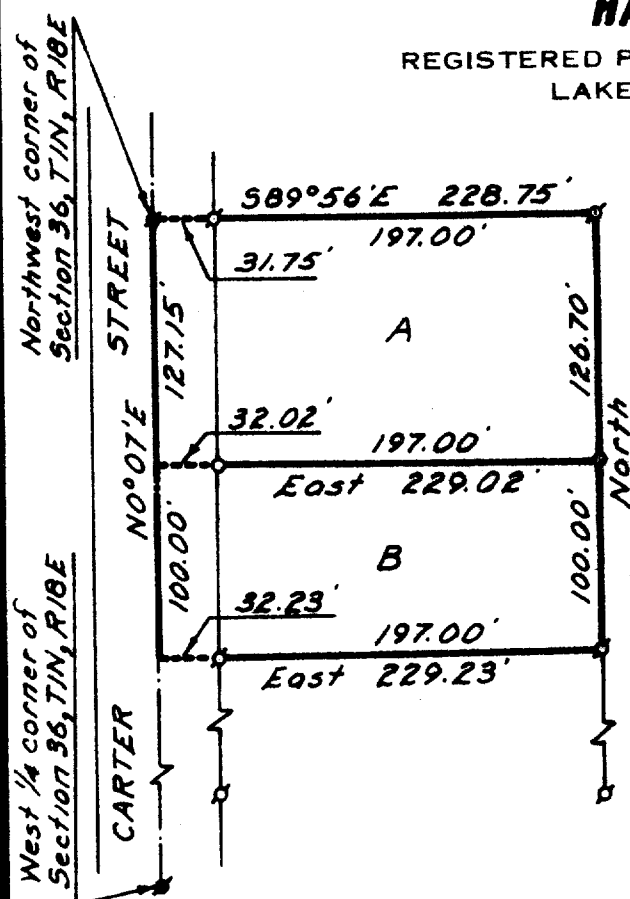 REGISTERED
LAKE
Northwest corner of
Section 36, T1N, R18E
S89°56'E 228.75'
197.00'
31.75'
STREET
127.15'
A
126.70'
32.02'
197.00'
East 229.02'
North
N0°07'E
100.00'
B
100.00'
32.23'
197.00'
East 229.23'
West 1/4 corner of
Section 36, T1N, R18E
CARTER